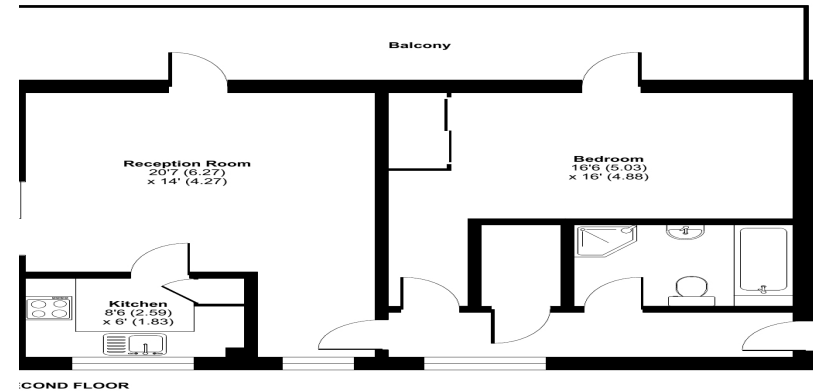 Balcony
Reception Room
20'7 (6.27)
x 14' (4.27)
Bedroom
16'6 (5.03)
x 16' (4.88)
Kitchen
8'6 (2.59)
x 6' (1.83)
ECOND FLOOR